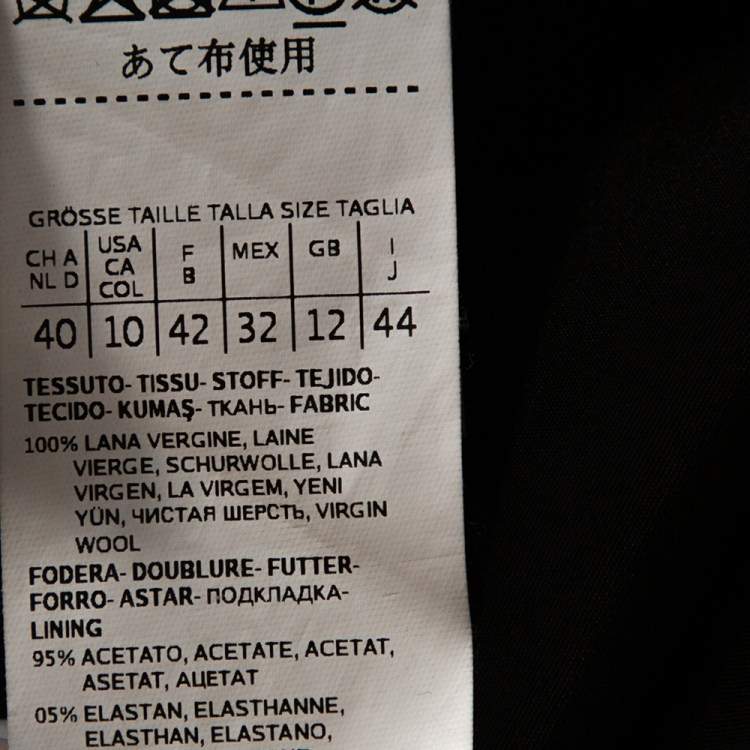 あて布使用
GRÖSSE TAILLE TALLA SIZE TAGLIA
CH A NL D | USA CA COL | F B | MEX | GB | I J
40 | 10 | 42 | 32 | 12 | 44
TESSUTO- TISSU- STOFF- TEJIDO-
TECIDO- KUMAŞ- ТКАНЬ- FABRIC
100% LANA VERGINE, LAINE
VIERGE, SCHURWOLLE, LANA
VIRGEN, LA VIRGEM, YENI
YÜN, ЧИСТАЯ ШЕРСТЬ, VIRGIN
WOOL
FODERA- DOUBLURE- FUTTER-
FORRO- ASTAR- ПОДКЛАДКА-
LINING
95% ACETATO, ACETATE, ACETAT,
ASETAT, АЦЕТАТ
05% ELASTAN, ELASTHANNE,
ELASTHAN, ELASTANO,